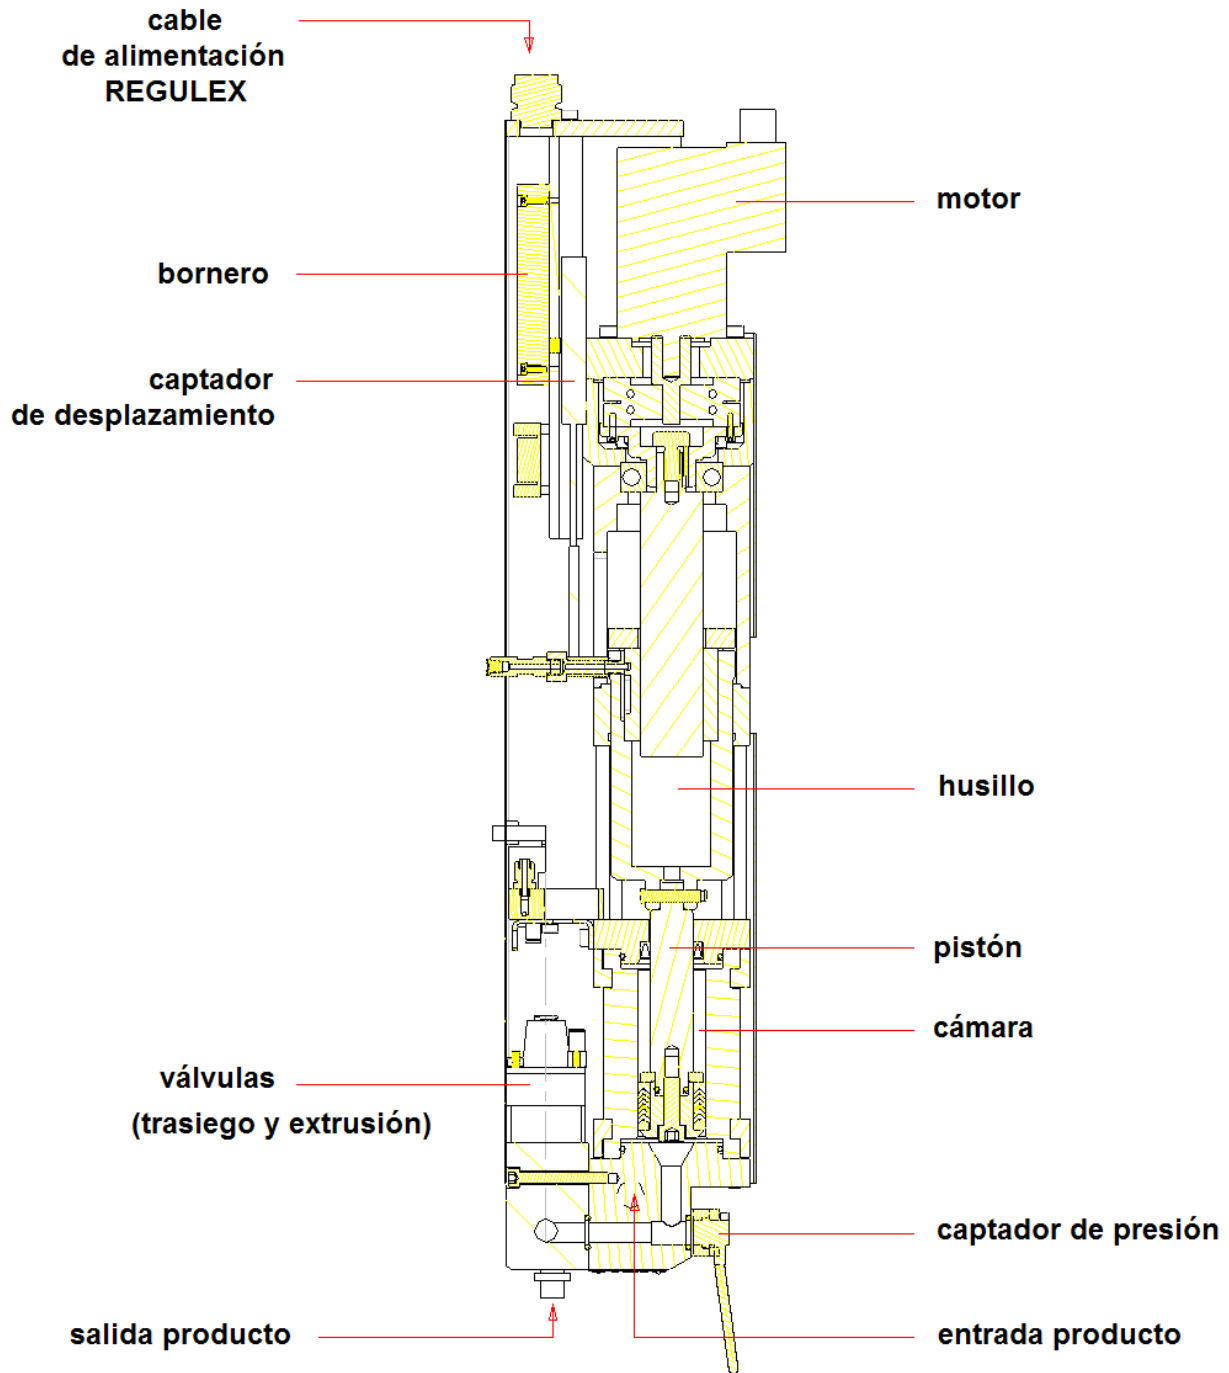 cable
de alimentación
REGULEX
motor
bornero
captador
de desplazamiento
husillo
pistón
cámara
válvulas
(trasiego y extrusión)
captador de presión
salida producto
entrada producto